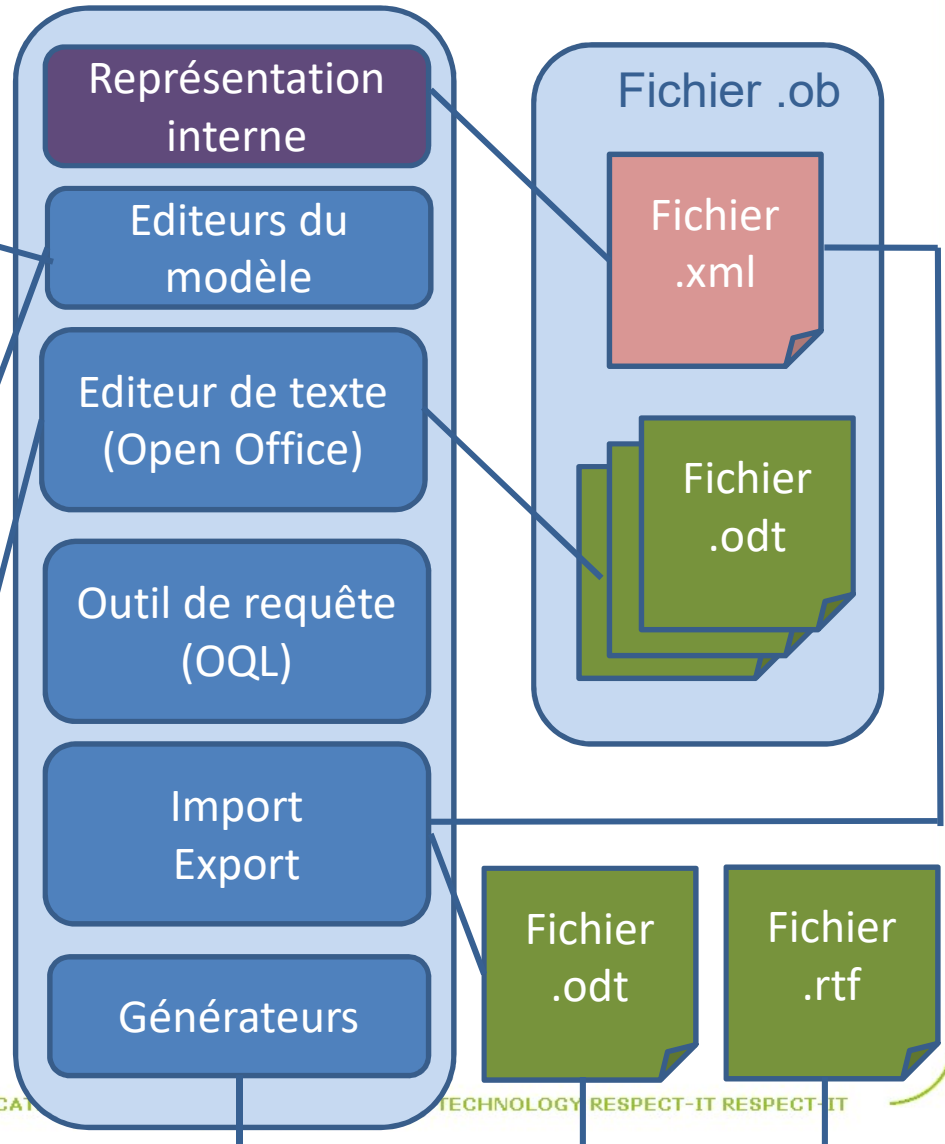 Représentation
interne
Editeurs du
modèle
Editeur de texte
(Open Office)
Outil de requête
(OQL)
Import
Export
Générateurs
Fichier .ob
Fichier
.xml
Fichier
.odt
Fichier
.odt
Fichier
.rtf
TECHNOLOGY RESPECT-IT RESPECT-IT